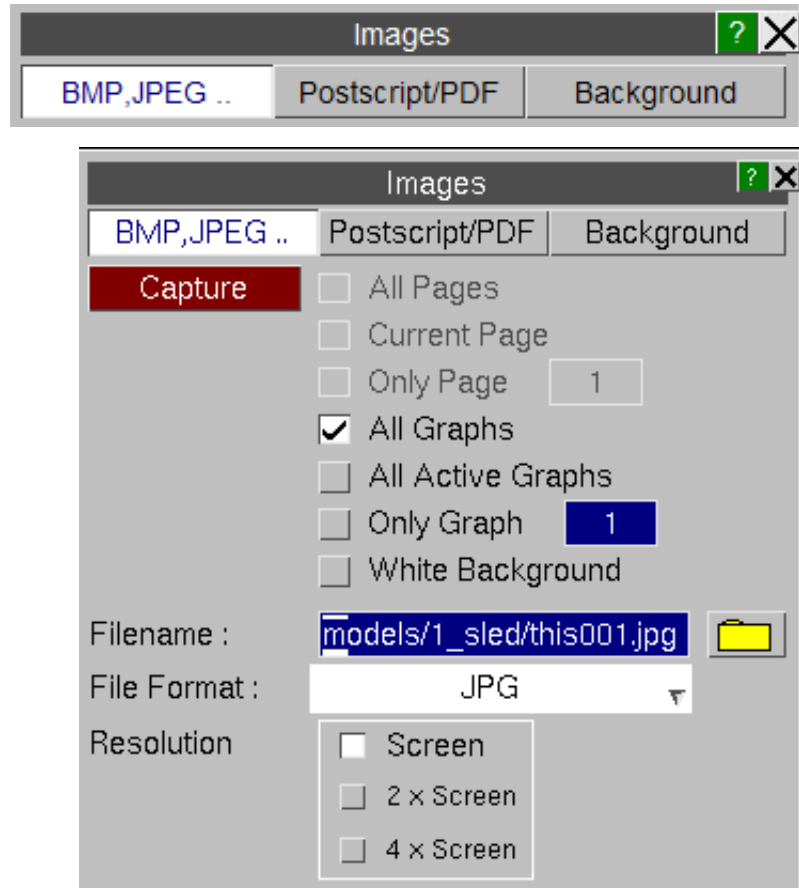 Images ?
BMP,JPEG .. Postscript/PDF Background
Images ?
BMP,JPEG .. Postscript/PDF Background
Capture All Pages
Current Page
Only Page 1
All Graphs
All Active Graphs
Only Graph 1
White Background
Filename : models/1_sled/this001.jpg
File Format : JPG
Resolution Screen
2 x Screen
4 x Screen